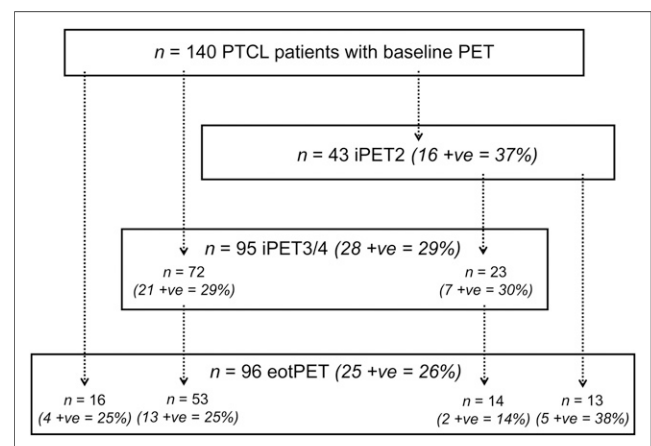 n = 140 PTCL patients with baseline PET
n = 43 iPET2 (16 +ve = 37%)
n = 95 iPET3/4 (28 +ve = 29%)
n = 72
(21 +ve = 29%)
n = 23
(7 +ve = 30%)
n = 96 eotPET (25 +ve = 26%)
n = 16
(4 +ve = 25%)
n = 53
(13 +ve = 25%)
n = 14
(2 +ve = 14%)
n = 13
(5 +ve = 38%)